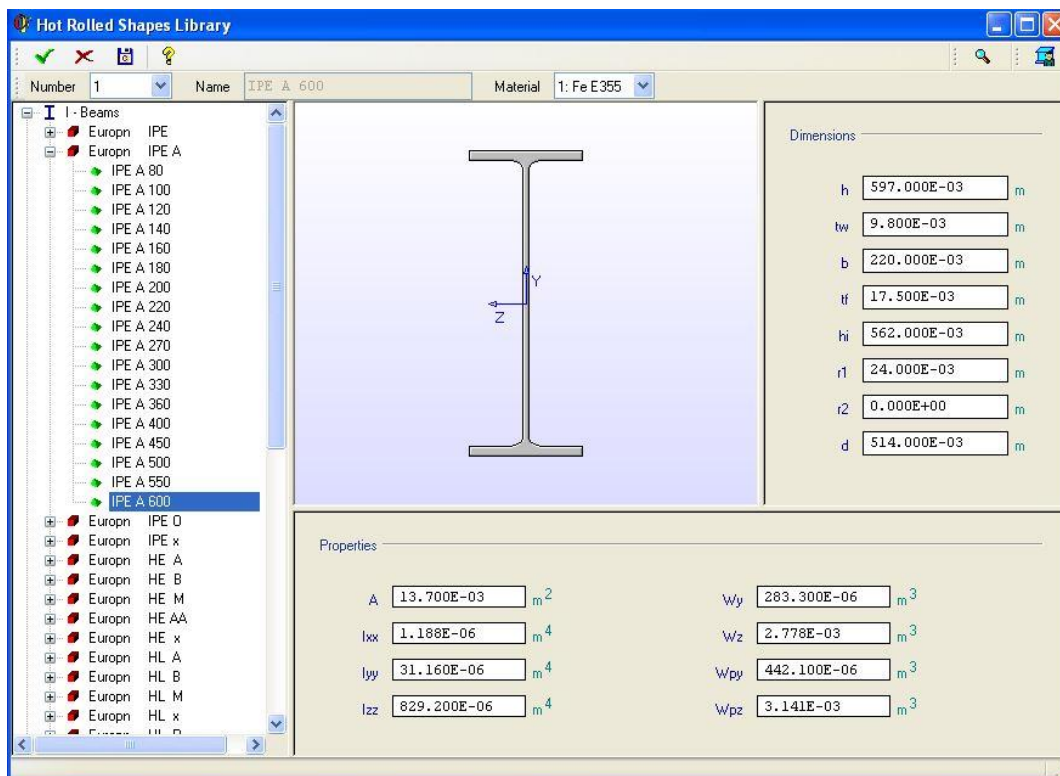 Hot Rolled Shapes Library
Number 1 Name IPE A 600 Material 1: Fe E355
I - Beams
Europn IPE
Europn IPE A
IPE A 80
IPE A 100
IPE A 120
IPE A 140
IPE A 160
IPE A 180
IPE A 200
IPE A 220
IPE A 240
IPE A 270
IPE A 300
IPE A 330
IPE A 360
IPE A 400
IPE A 450
IPE A 500
IPE A 550
IPE A 600
Europn IPE O
Europn IPE x
Europn HE A
Europn HE B
Europn HE M
Europn HE AA
Europn HE x
Europn HL A
Europn HL B
Europn HL M
Europn HL x
Y
Z
Dimensions
h 597.000E-03 m
tw 9.800E-03 m
b 220.000E-03 m
tf 17.500E-03 m
hi 562.000E-03 m
r1 24.000E-03 m
r2 0.000E+00 m
d 514.000E-03 m
Properties
A 13.700E-03 m2
Ixx 1.188E-06 m4
Iyy 31.160E-06 m4
Izz 829.200E-06 m4
Wy 283.300E-06 m3
Wz 2.778E-03 m3
Wpy 442.100E-06 m3
Wpz 3.141E-03 m3